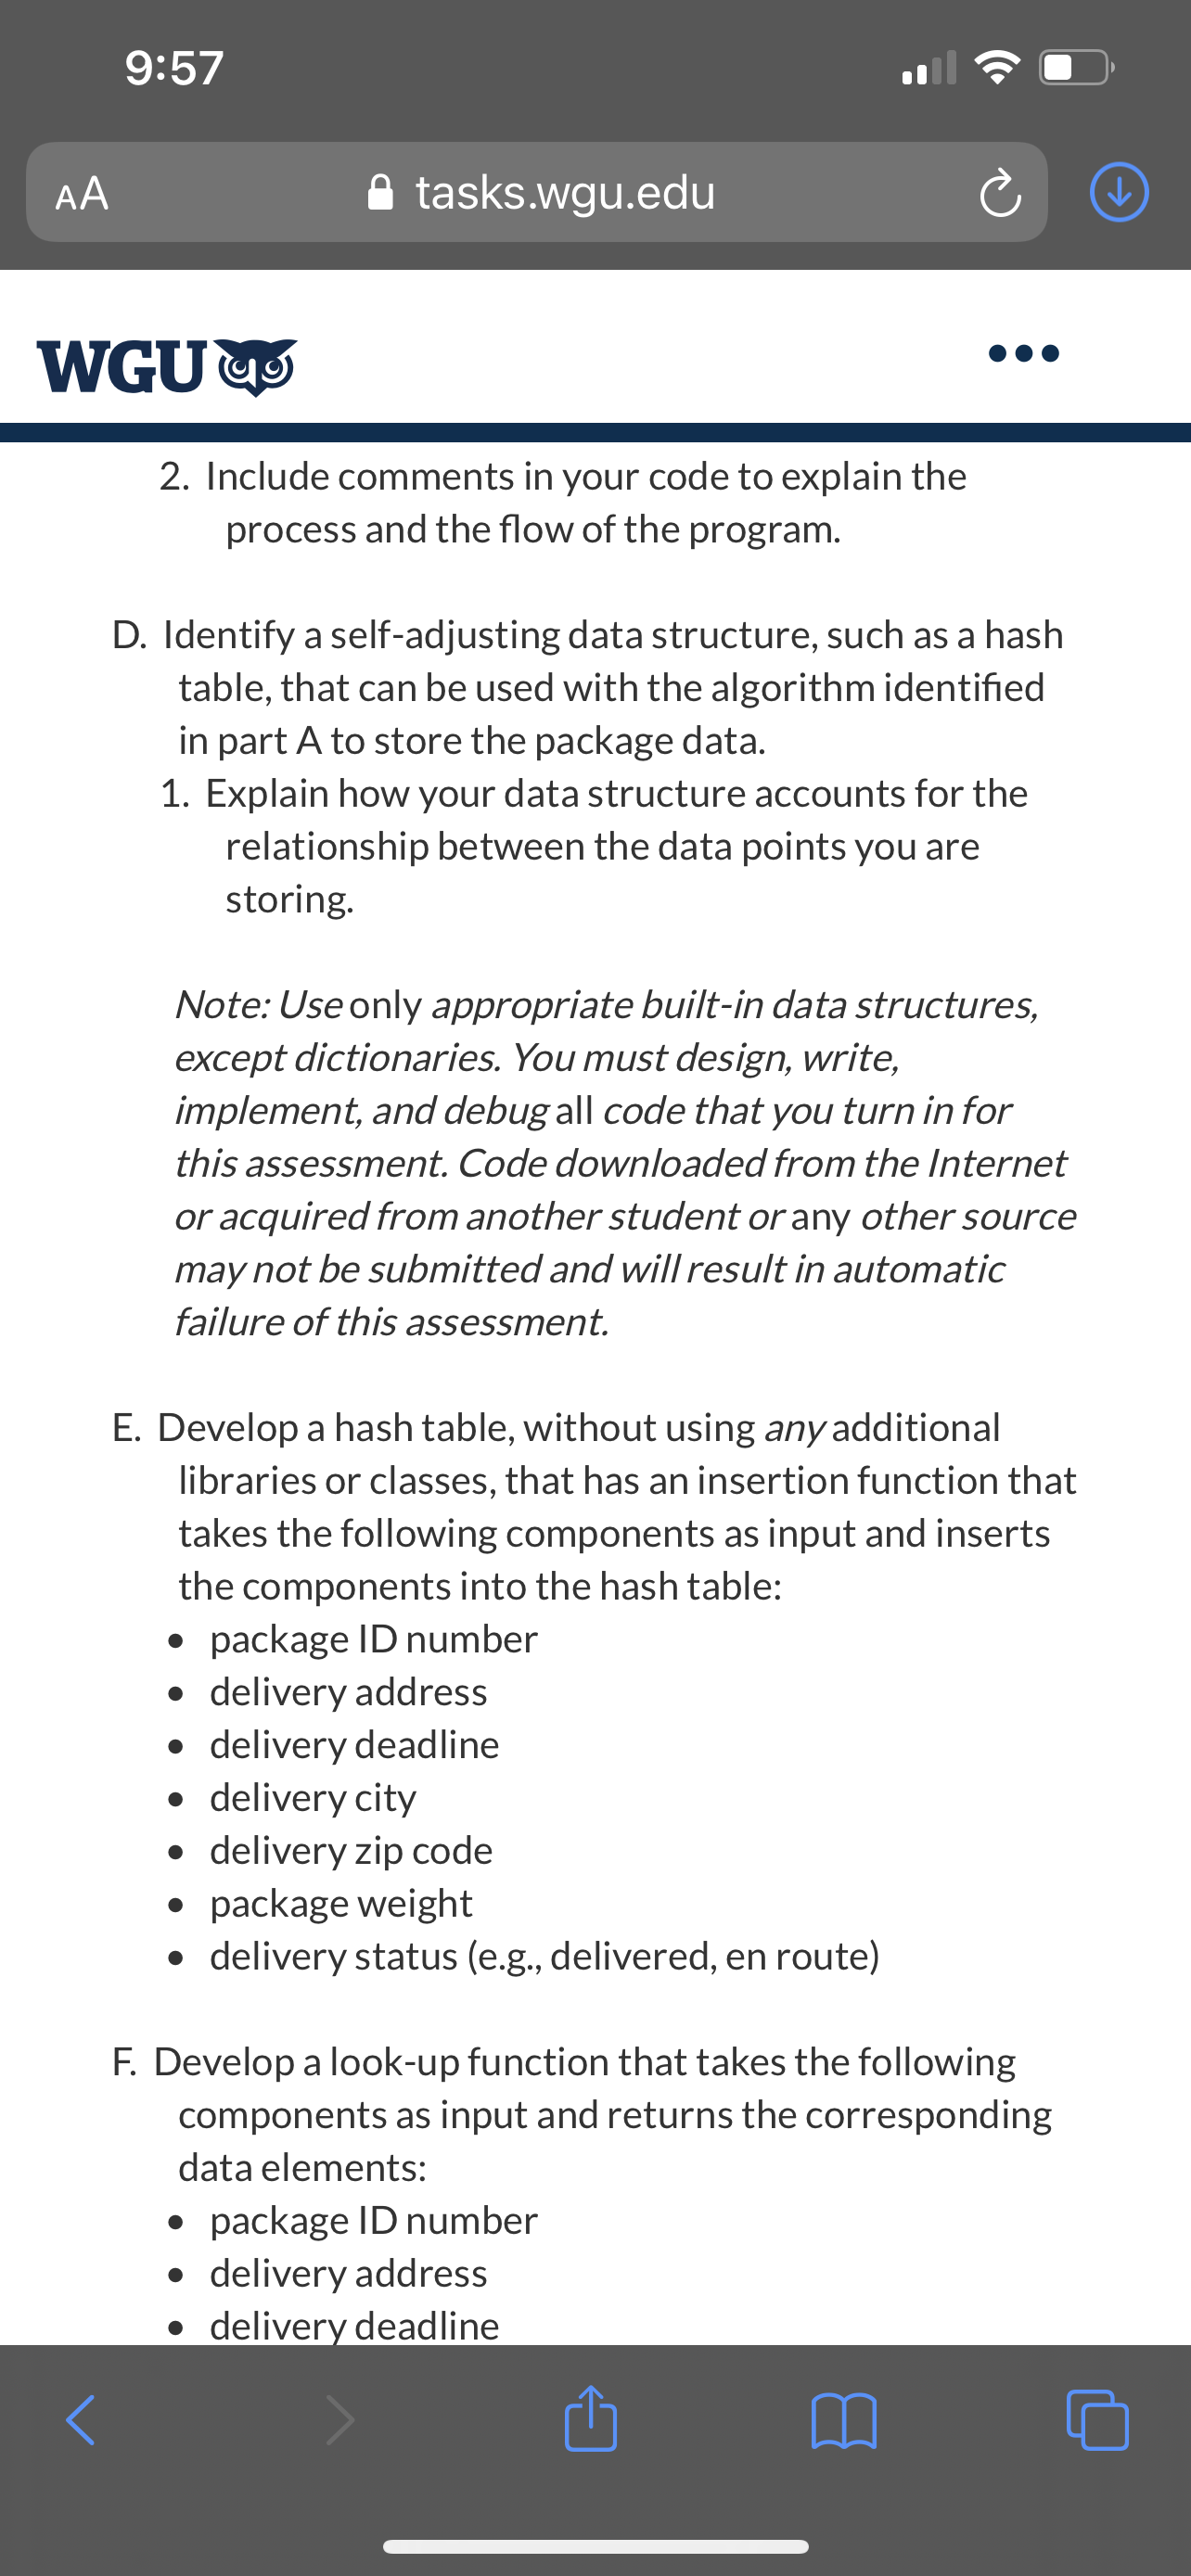 9:57
AA
tasks.wgu.edu
WGU
2. Include comments in your code to explain the
process and the flow of the program.
D. Identify a self-adjusting data structure, such as a hash
table, that can be used with the algorithm identified
in part A to store the package data.
1. Explain how your data structure accounts for the
relationship between the data points you are
storing.
Note: Use only appropriate built-in data structures,
except dictionaries. You must design, write,
implement, and debug all code that you turn in for
this assessment. Code downloaded from the Internet
or acquired from another student or any other source
may not be submitted and will result in automatic
failure of this assessment.
E. Develop a hash table, without using any additional
libraries or classes, that has an insertion function that
takes the following components as input and inserts
the components into the hash table:
• package ID number
• delivery address
• delivery deadline
• delivery city
• delivery zip code
• package weight
• delivery status (e.g., delivered, en route)
F. Develop a look-up function that takes the following
components as input and returns the corresponding
data elements:
• package ID number
• delivery address
• delivery deadline